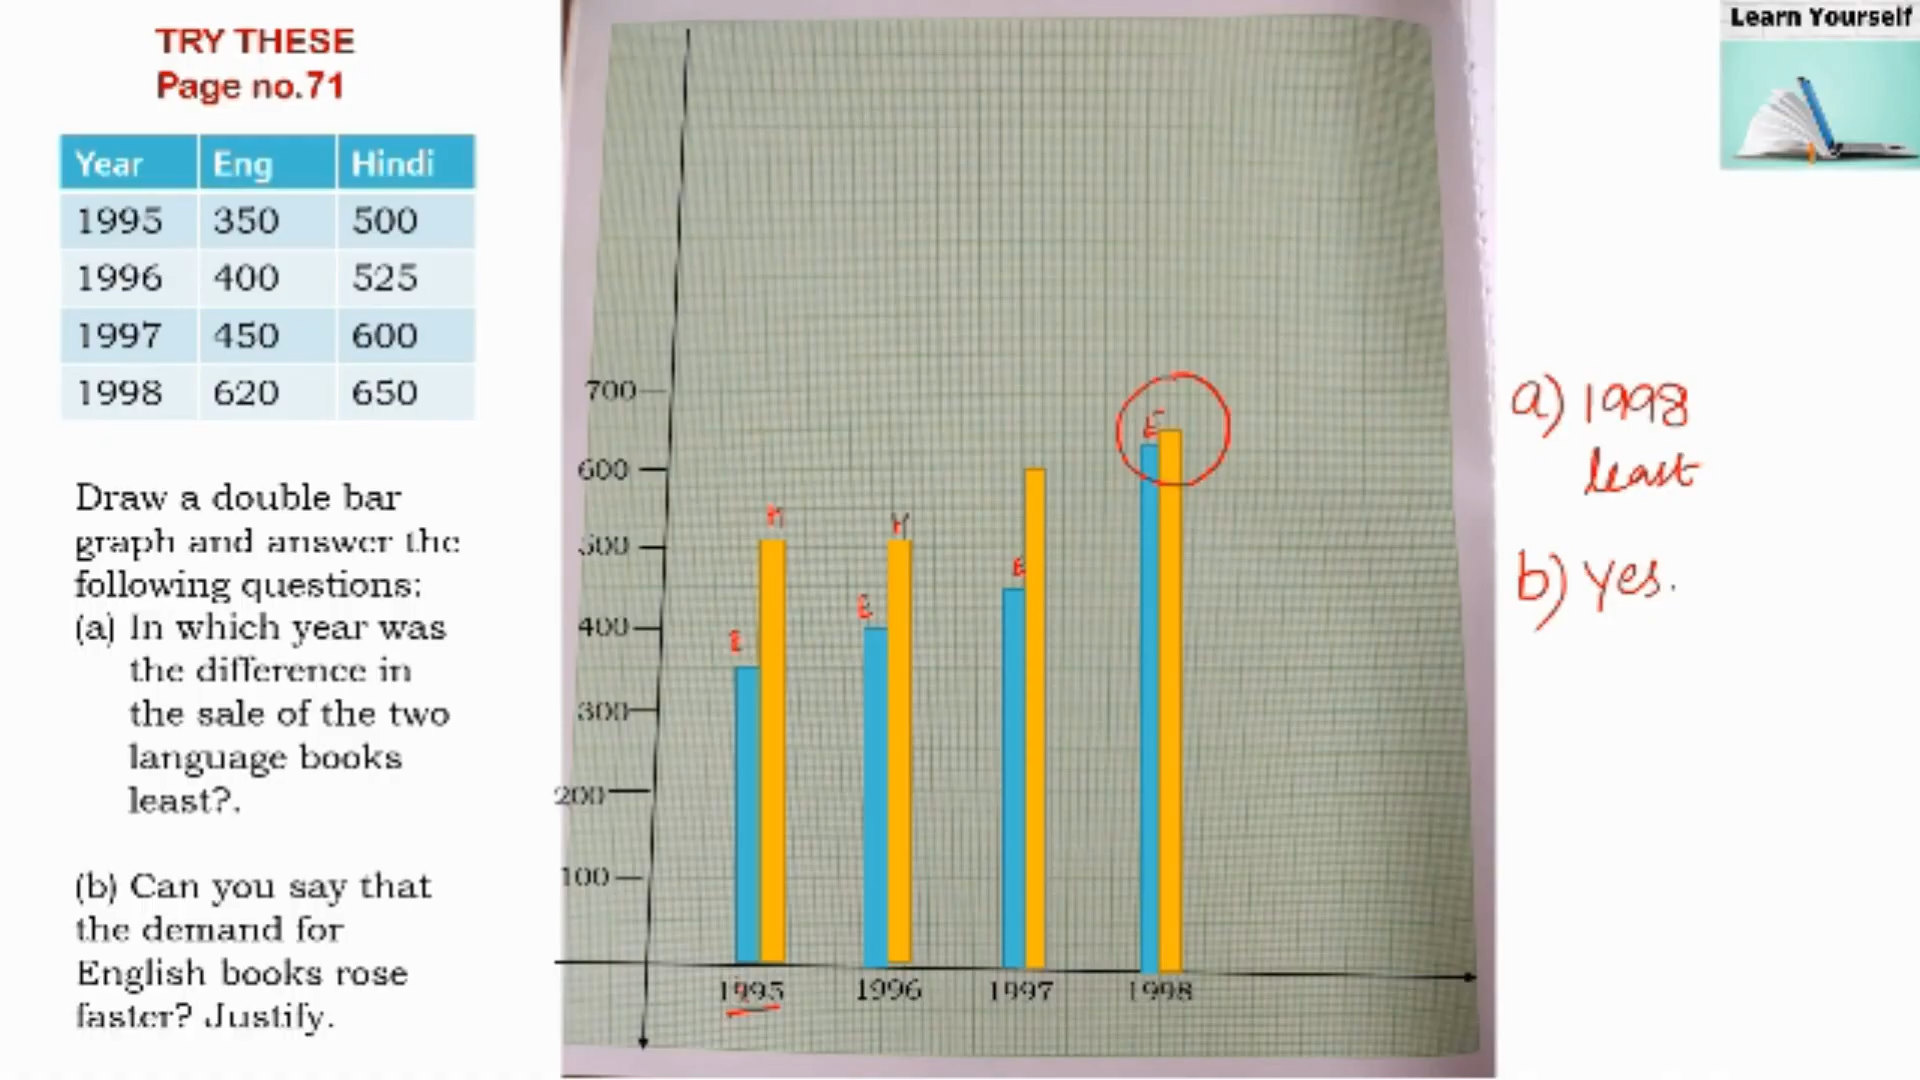 TRY THESE
Page no.71
Year Eng Hindi
1995 350 500
1996 400 525
1997 450 600
1998 620 650
Draw a double bar
graph and answer the
following questions:
(a) In which year was
the difference in
the sale of the two
language books
least?.
(b) Can you say that
the demand for
English books rose
faster? Justify.
700
600
500
400
300
200
100
E H
E H
E
E
1995 1996 1997 1998
Learn Yourself
a) 1998
least
b) yes.